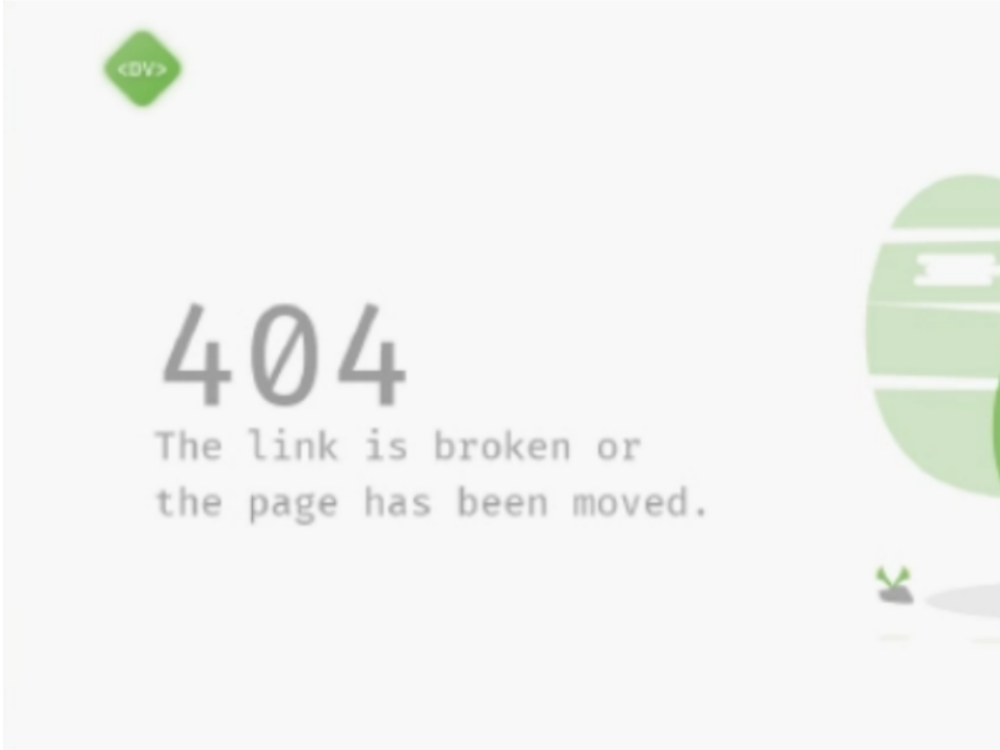 <DV>
404
The link is broken or
the page has been moved.